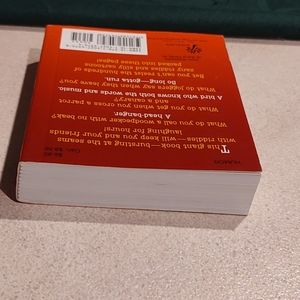 HUMOR
This giant book—bursting—at the seams
with riddles—will keep you and your friends
laughing for hours!
What do you call a woodpecker with no beak?
A head-banger.
What do you get when you cross a parrot
and a canary?
A bird who knows both the words and music
What do joggers say when they leave you?
So long—gotta run.
But you can't resist the hundreds of
zany riddles and silly cartoons
packed into these pages!